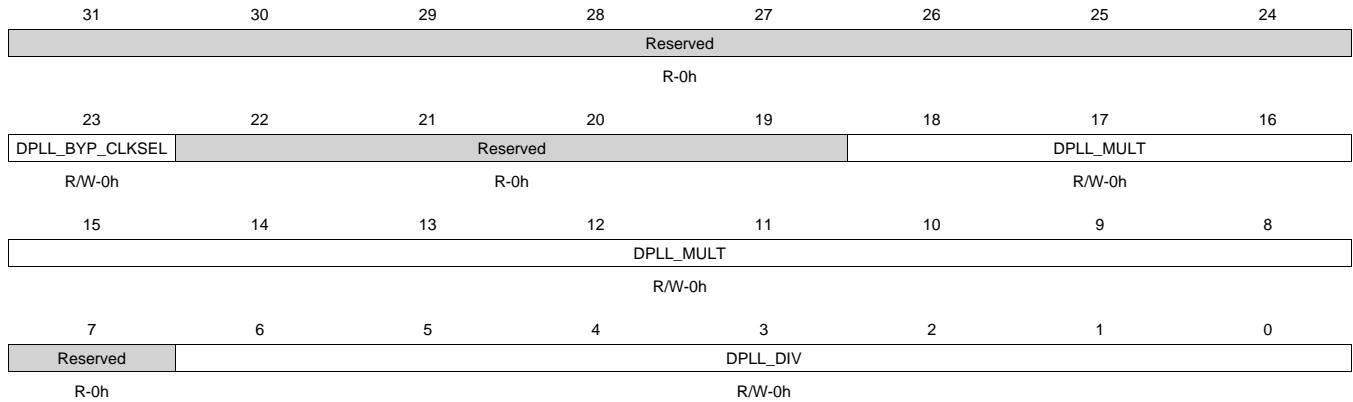 31 30 29 28 27 26 25 24
Reserved
R-0h
23 22 21 20 19 18 17 16
DPLL_BYP_CLKSEL Reserved DPLL_MULT
R/W-0h R-0h R/W-0h
15 14 13 12 11 10 9 8
DPLL_MULT
R/W-0h
7 6 5 4 3 2 1 0
Reserved DPLL_DIV
R-0h R/W-0h